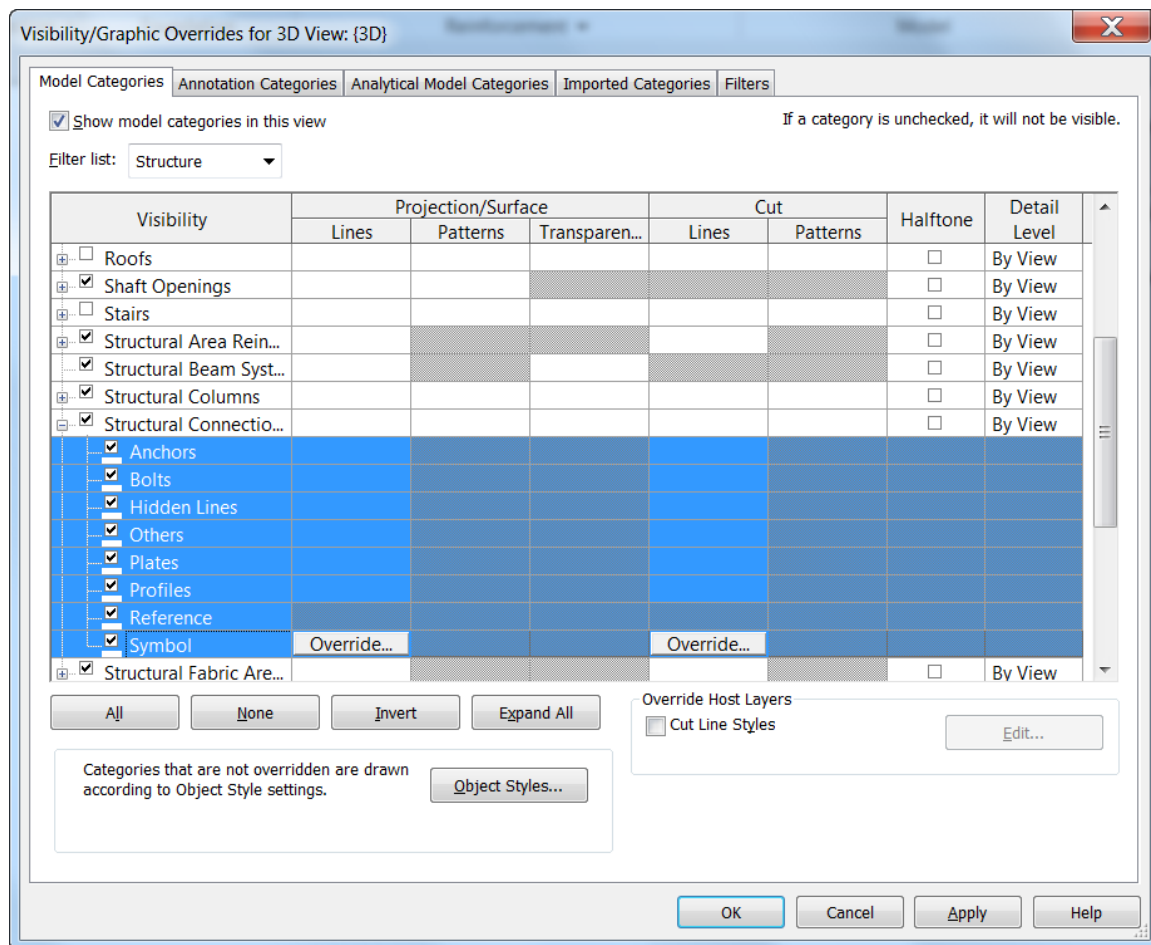 Visibility/Graphic Overrides for 3D View: {3D}
Model Categories Annotation Categories Analytical Model Categories Imported Categories Filters
Show model categories in this view
If a category is unchecked, it will not be visible.
Filter list: Structure
Visibility Projection/Surface Cut Halftone Detail Level
Lines Patterns Transparen... Lines Patterns
Roofs By View
Shaft Openings By View
Stairs By View
Structural Area Rein... By View
Structural Beam Syst... By View
Structural Columns By View
Structural Connectio... By View
Anchors
Bolts
Hidden Lines
Others
Plates
Profiles
Reference
Symbol Override... Override...
Structural Fabric Are... By View
All None Invert Expand All
Override Host Layers
Cut Line Styles Edit...
Categories that are not overridden are drawn
according to Object Style settings.
Object Styles...
OK Cancel Apply Help